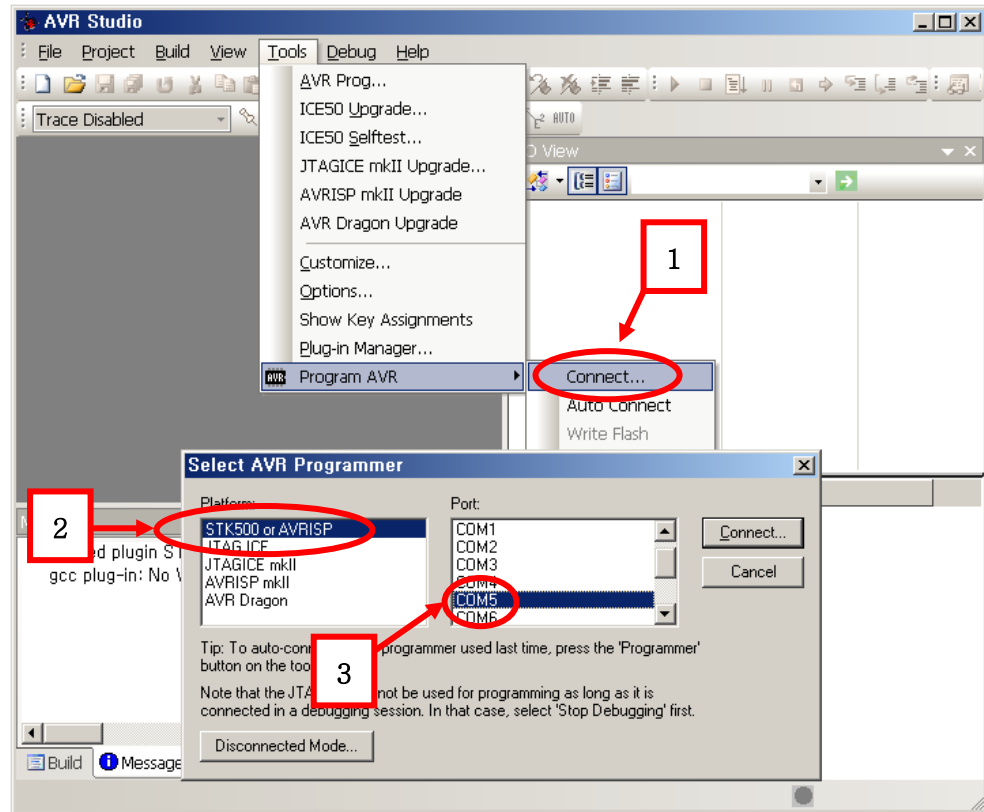 AVR Studio
File Project Build View Tools Debug Help
AVR Prog...
ICE50 Upgrade...
Trace Disabled
AUTO
ICE50 Selftest...
O View
JTAGICE mkII Upgrade...
AVRISP mkII Upgrade
AVR Dragon Upgrade
1
Customize...
Options...
Show Key Assignments
Plug-in Manager...
AVR Program AVR
Connect...
Auto Connect
Write Flash
Select AVR Programmer
Platform:
Port:
2
STK500 or AVRISP
JTAG ICE
JTAGICE mkII
AVRISP mkII
AVR Dragon
COM1
COM2
COM3
COM4
COM5
COM6
Connect...
Cancel
ed plugin ST
gcc plug-in: No
Tip: To auto-con programmer used last time, press the 'Programmer'
button on the too
3
Note that the JTA not be used for programming as long as it is
connected in a debugging session. In that case, select 'Stop Debugging' first.
Disconnected Mode...
Build Message